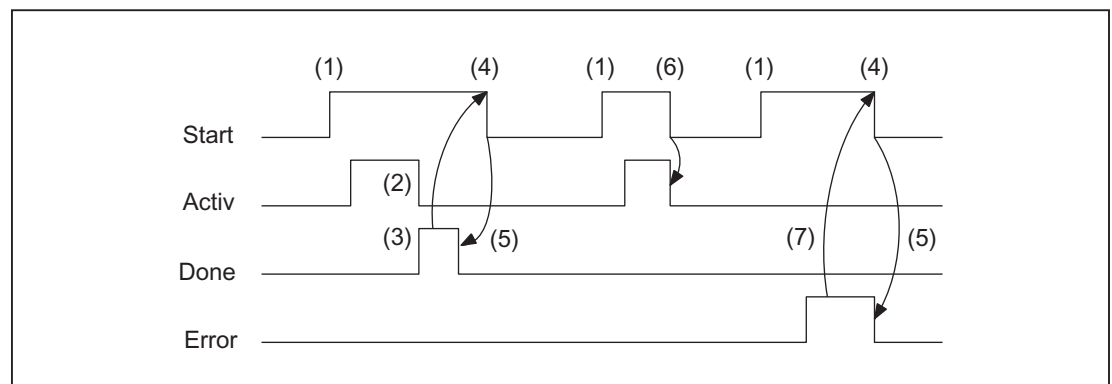 (1) (4) (1) (6) (1) (4)
Start
(2)
Activ
(3) (5) (7) (5)
Done
Error